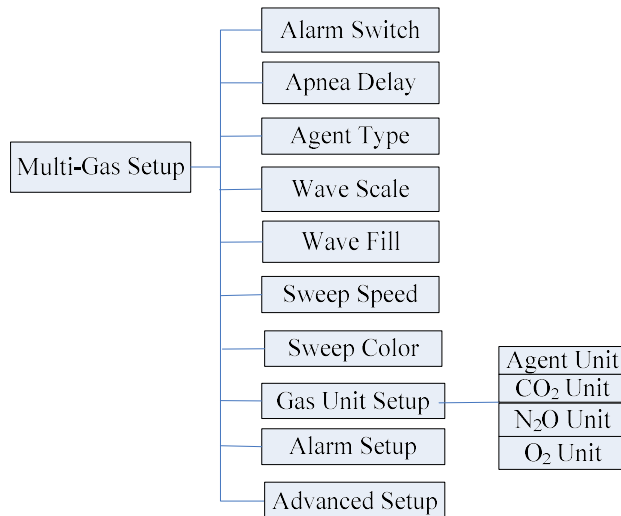 Multi-Gas Setup
Alarm Switch
Apnea Delay
Agent Type
Wave Scale
Wave Fill
Sweep Speed
Sweep Color
Gas Unit Setup
Agent Unit
CO₂ Unit
N₂O Unit
O₂ Unit
Alarm Setup
Advanced Setup